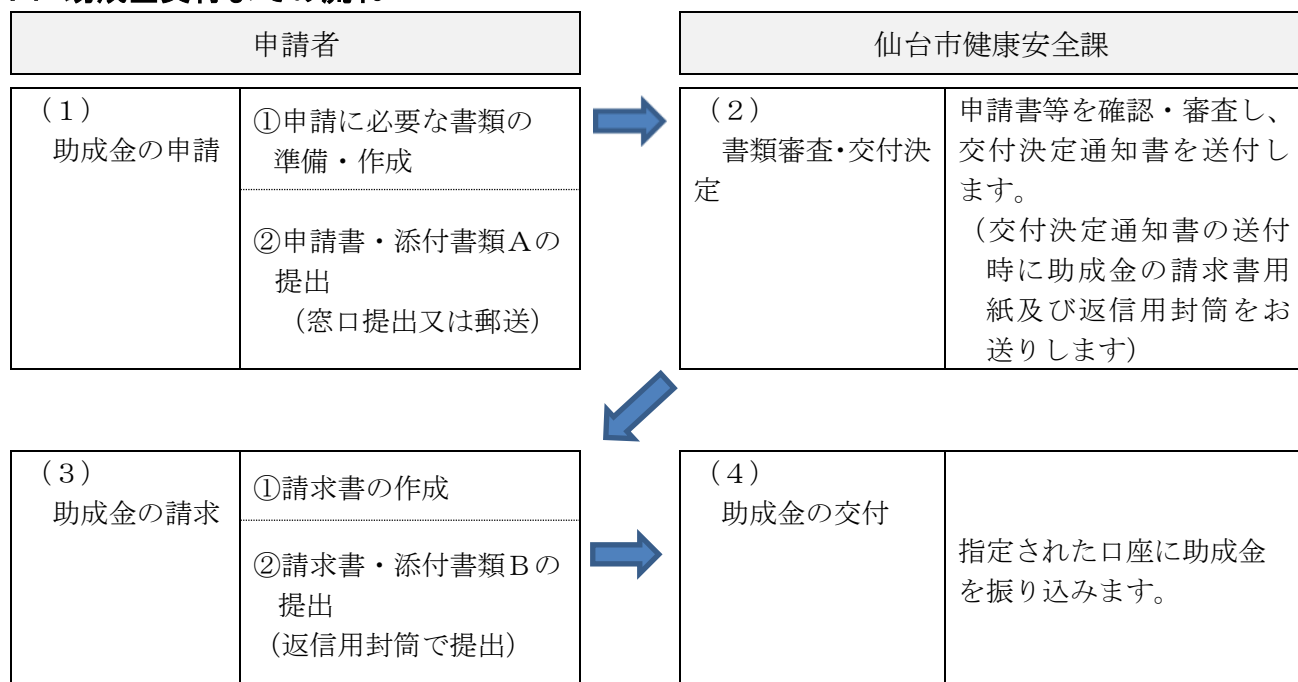 申請者
仙台市健康安全課
(1)
助成金の申請
①申請に必要な書類の
準備・作成
②申請書・添付書類Aの
提出
(窓口提出又は郵送)
(2)
書類審査・交付決
定
申請書等を確認・審査し、
交付決定通知書を送付し
ます。
(交付決定通知書の送付
時に助成金の請求書用
紙及び返信用封筒をお
送りします)
(3)
助成金の請求
①請求書の作成
②請求書・添付書類Bの
提出
(返信用封筒で提出)
(4)
助成金の交付
指定された口座に助成金
を振り込みます。